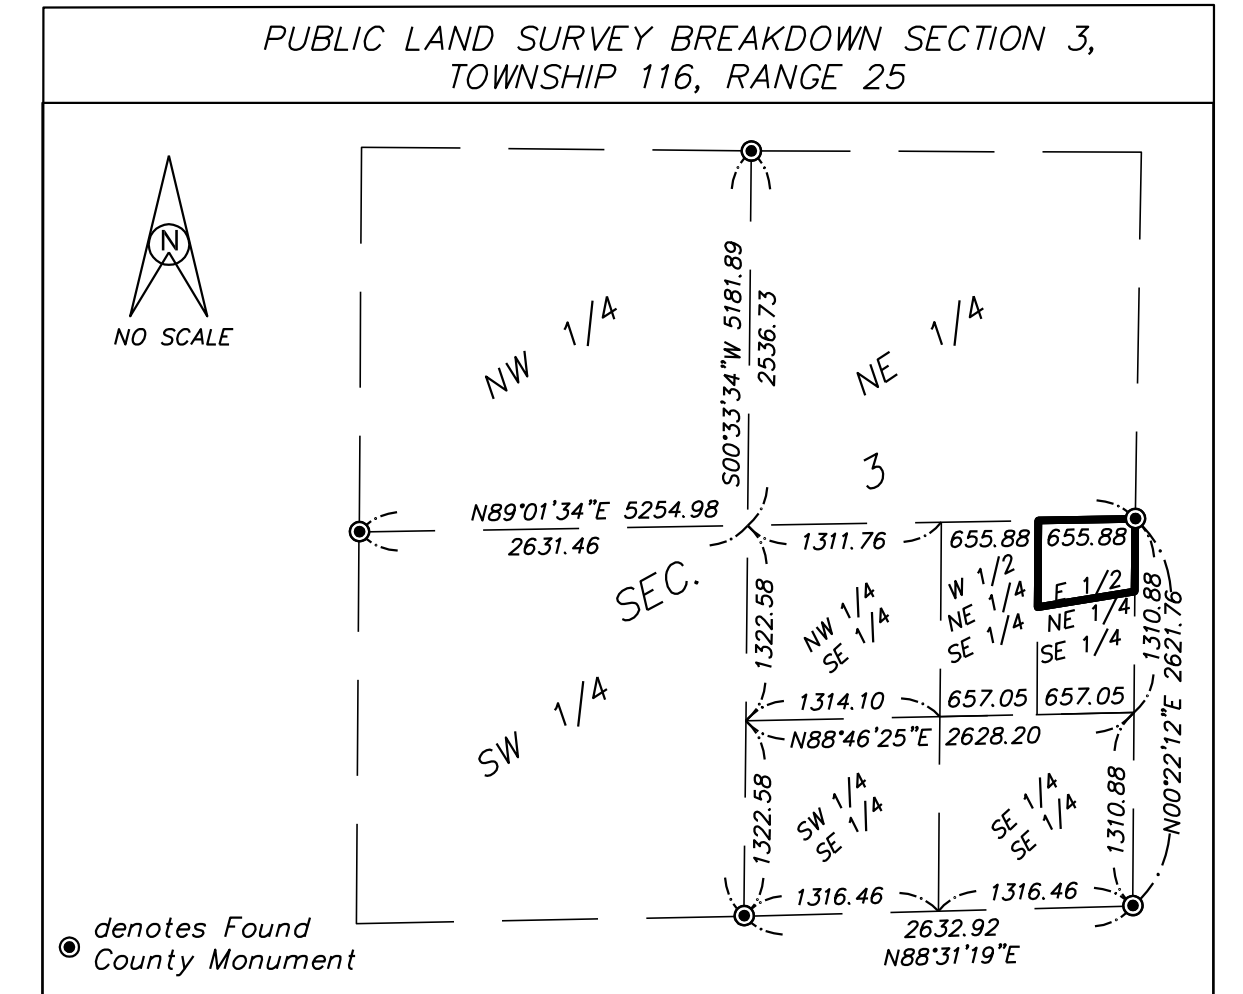 PUBLIC LAND SURVEY BREAKDOWN SECTION 3,
TOWNSHIP 116, RANGE 25
N
NO SCALE
NW 1/4
NE 1/4
S00°33'34"W 5181.89
2536.73
3
N89°01'34"E 5254.98
2631.46
SEC.
1311.76
655.88
655.88
W 1/2
NE 1/4
SE 1/4
E 1/2
NE 1/4
SE 1/4
NW 1/4
SE 1/4
1322.58
1310.88
N00°22'12"E 2621.76
SW 1/4
1314.10
657.05
657.05
N88°46'25"E 2628.20
1322.58
SW 1/4
SE 1/4
SE 1/4
SE 1/4
1310.88
1316.46
1316.46
2632.92
N88°31'19"E
denotes Found
County Monument